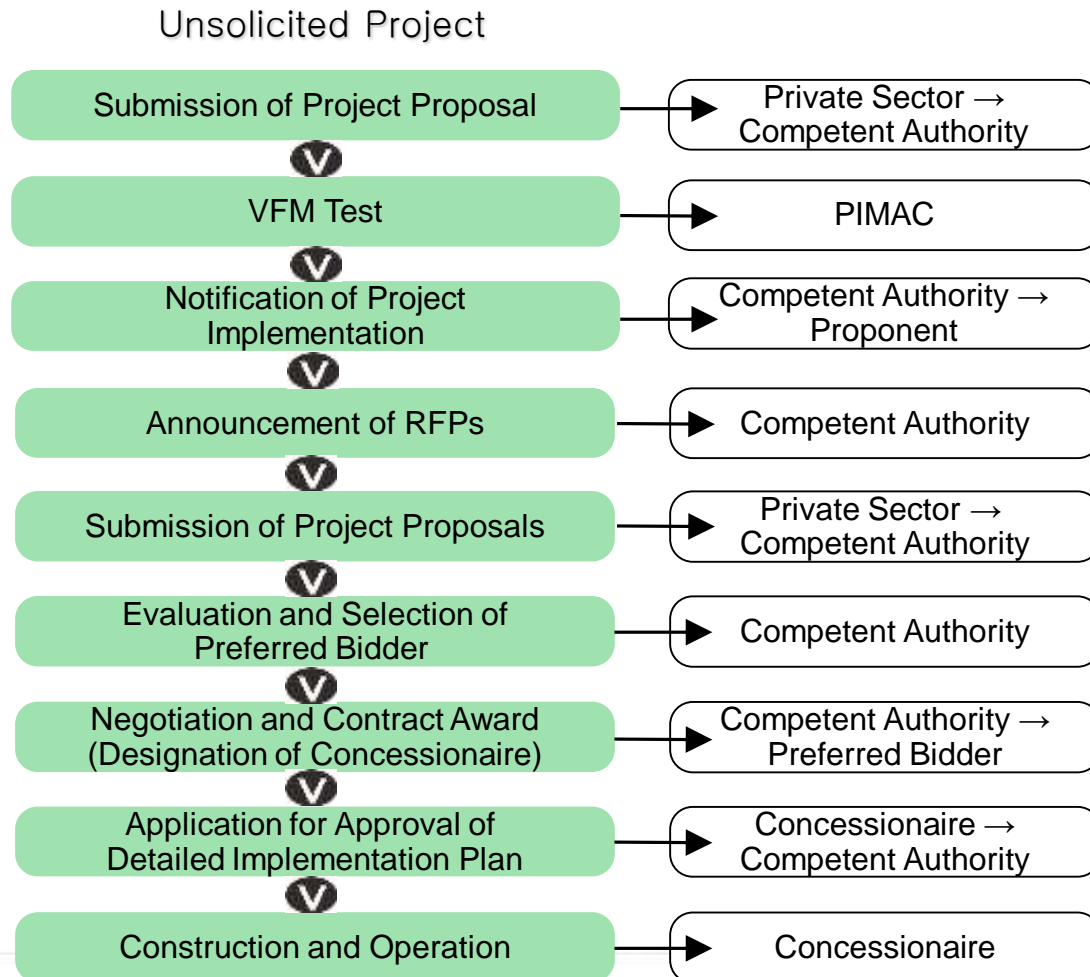 Unsolicited Project
Submission of Project Proposal
Private Sector →
Competent Authority
V
VFM Test
PIMAC
V
Notification of Project
Implementation
Competent Authority →
Proponent
V
Announcement of RFPs
Competent Authority
V
Submission of Project Proposals
Private Sector →
Competent Authority
V
Evaluation and Selection of
Preferred Bidder
Competent Authority
V
Negotiation and Contract Award
(Designation of Concessionaire)
Competent Authority →
Preferred Bidder
V
Application for Approval of
Detailed Implementation Plan
Concessionaire →
Competent Authority
V
Construction and Operation
Concessionaire